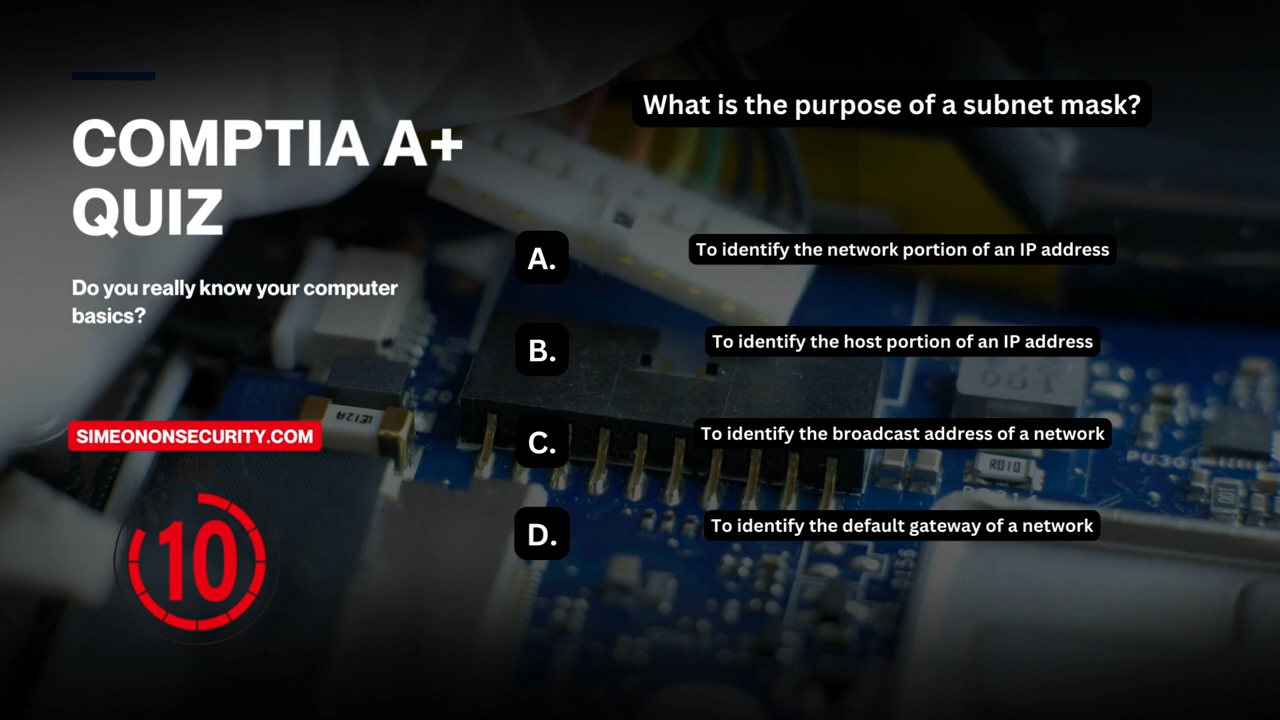 COMPTIA A+
QUIZ
Do you really know your computer
basics?
SIMEONONSECURITY.COM
10
What is the purpose of a subnet mask?
A.
To identify the network portion of an IP address
B.
To identify the host portion of an IP address
C.
To identify the broadcast address of a network
D.
To identify the default gateway of a network
R010